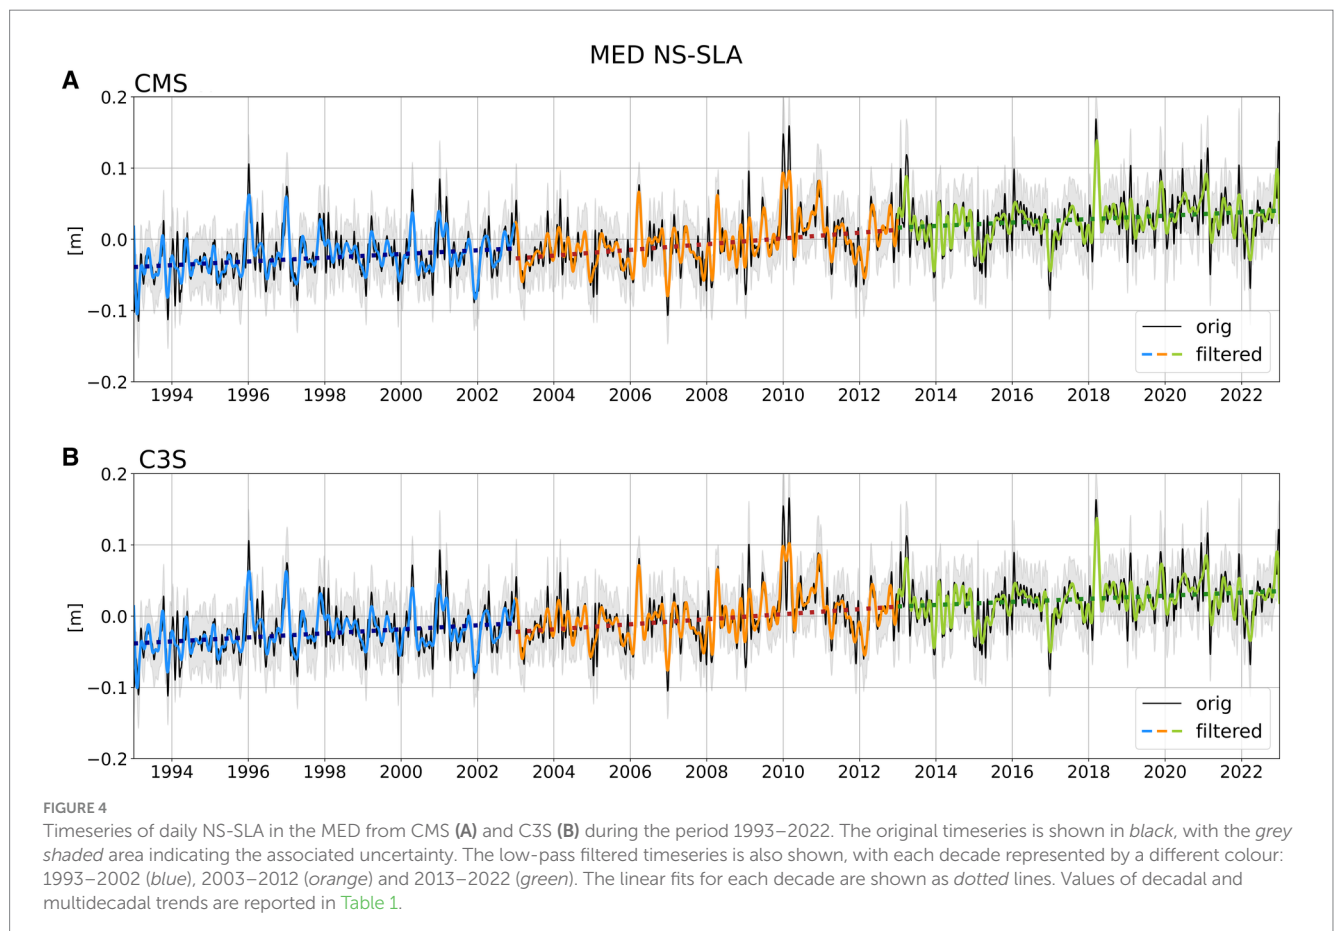 MED NS-SLA
A
CMS
0.2
0.1
0.0
−0.1
−0.2
[m]
orig
filtered
1994 1996 1998 2000 2002 2004 2006 2008 2010 2012 2014 2016 2018 2020 2022
B
C3S
0.2
0.1
0.0
−0.1
−0.2
[m]
orig
filtered
1994 1996 1998 2000 2002 2004 2006 2008 2010 2012 2014 2016 2018 2020 2022
FIGURE 4
Timeseries of daily NS-SLA in the MED from CMS (A) and C3S (B) during the period 1993–2022. The original timeseries is shown in black, with the grey
shaded area indicating the associated uncertainty. The low-pass filtered timeseries is also shown, with each decade represented by a different colour:
1993–2002 (blue), 2003–2012 (orange) and 2013–2022 (green). The linear fits for each decade are shown as dotted lines. Values of decadal and
multidecadal trends are reported in Table 1.